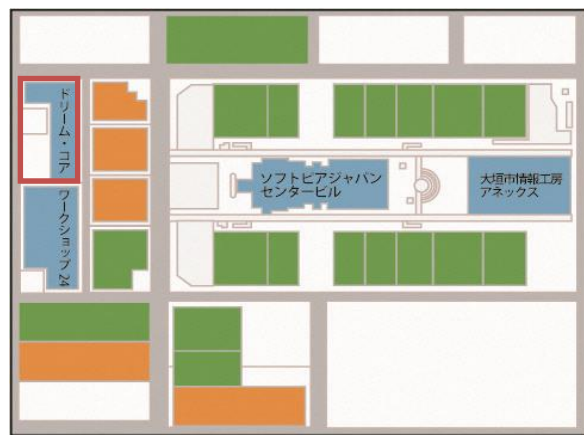 ドリーム・コア
ワークショップ24
ソフトピアジャパン
センタービル
大垣市情報工房
アネックス